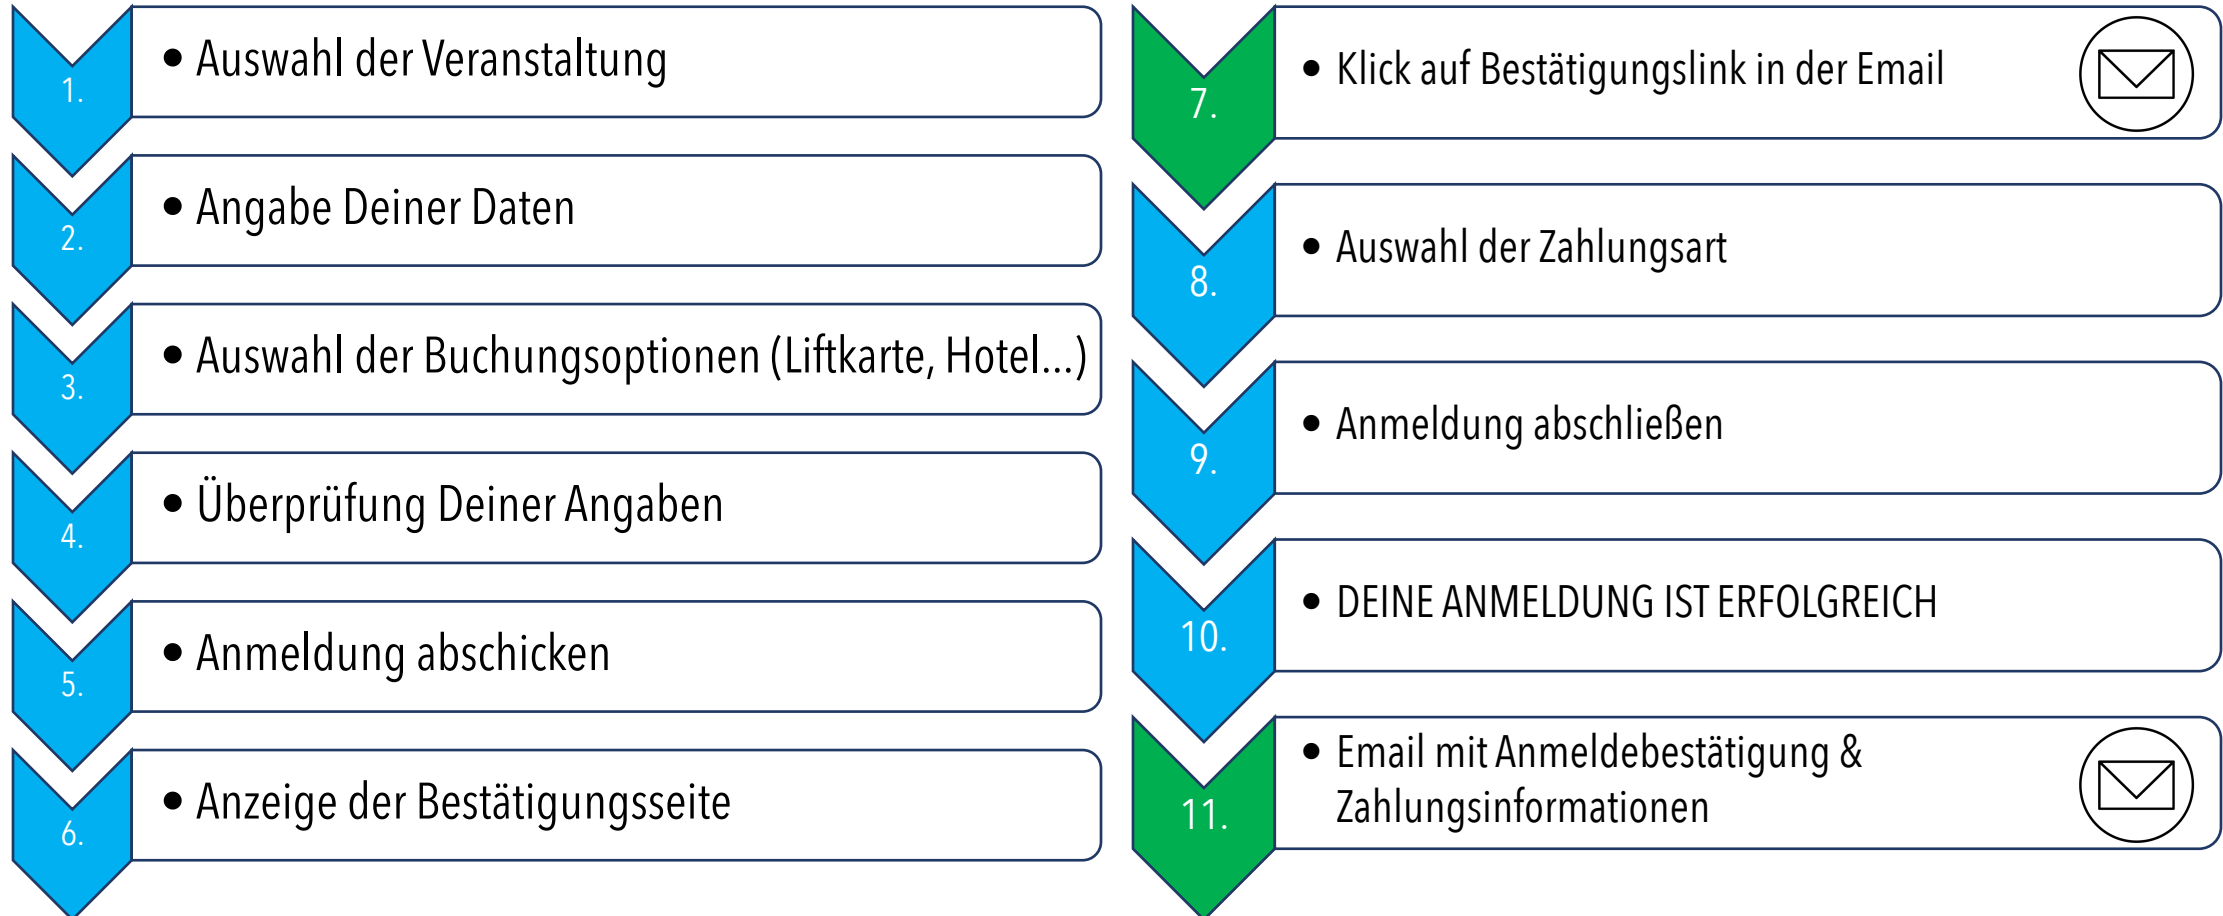 1.
• Auswahl der Veranstaltung
2.
• Angabe Deiner Daten
3.
• Auswahl der Buchungsoptionen (Liftkarte, Hotel...)
4.
• Überprüfung Deiner Angaben
5.
• Anmeldung abschicken
6.
• Anzeige der Bestätigungsseite
7.
• Klick auf Bestätigungslink in der Email
8.
• Auswahl der Zahlungsart
9.
• Anmeldung abschließen
10.
• DEINE ANMELDUNG IST ERFOLGREICH
11.
• Email mit Anmeldebestätigung &
Zahlungsinformationen